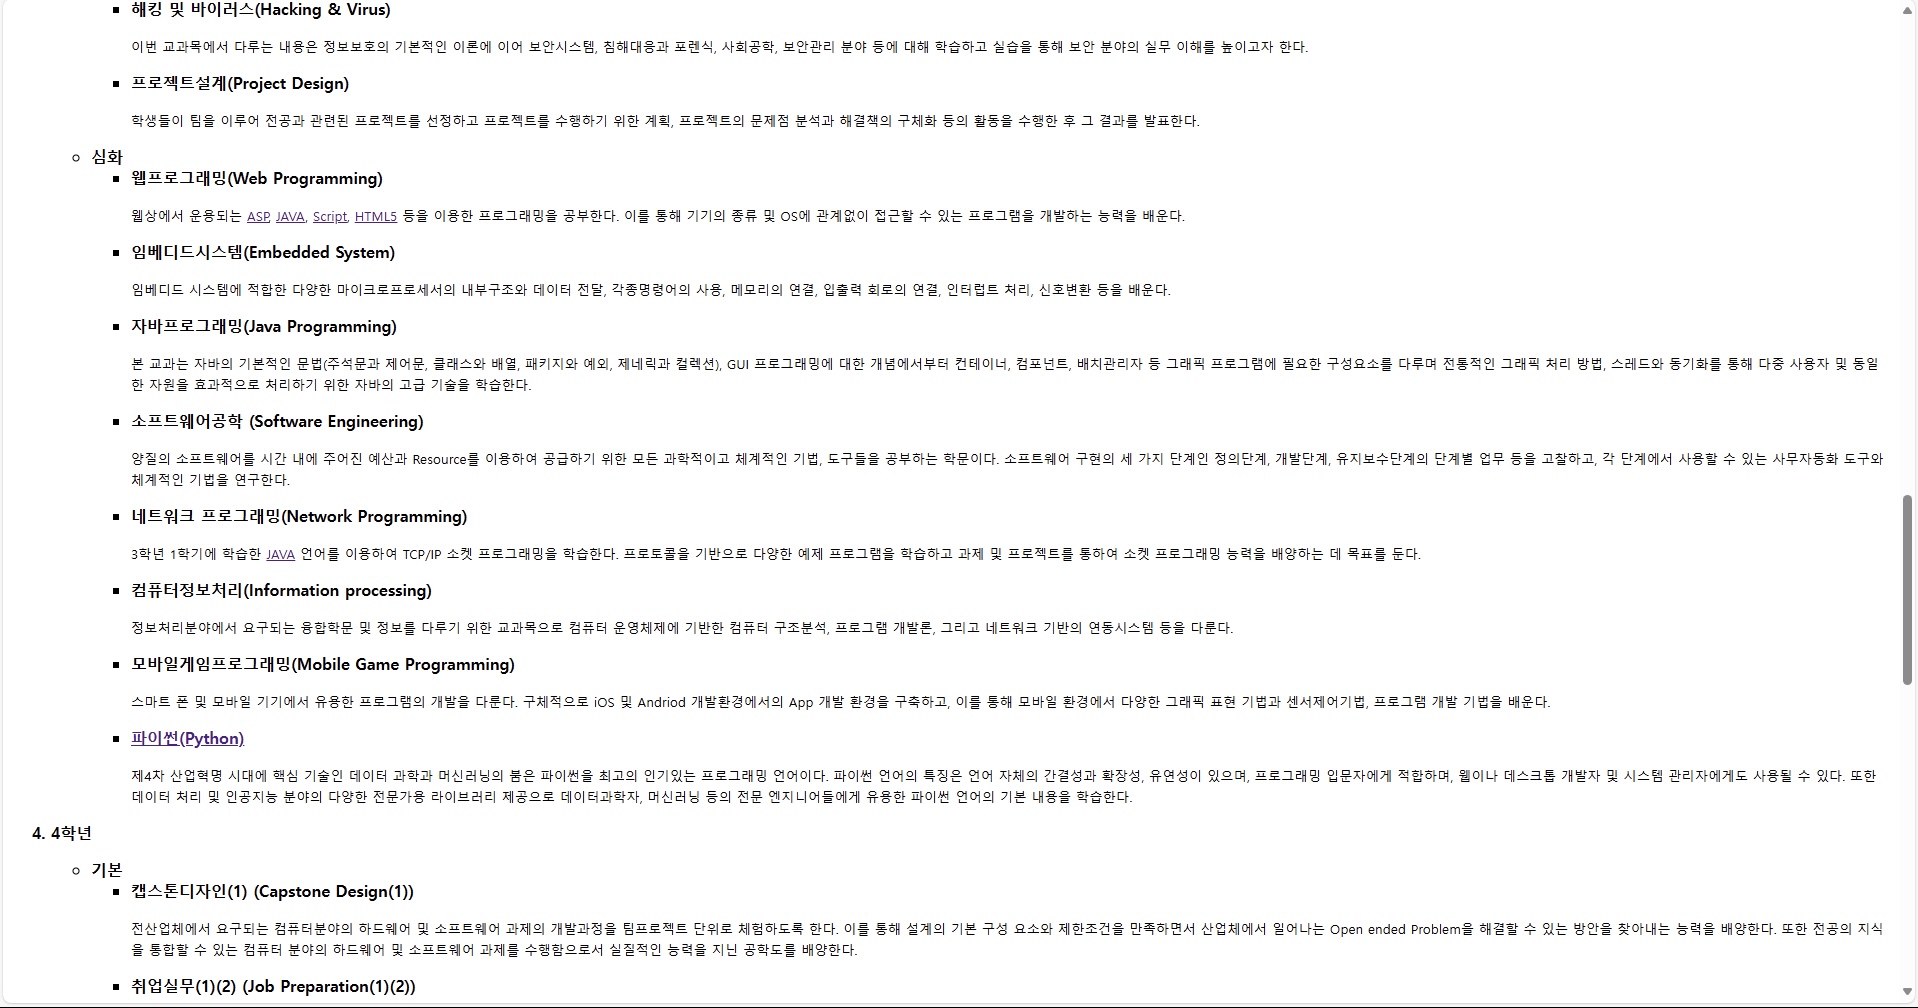 해킹 및 바이러스(Hacking & Virus)
이번 교과목에서 다루는 내용은 정보보호의 기본적인 이론에 이어 보안시스템, 침해대응과 포렌식, 사회공학, 보안관리 분야 등에 대해 학습하고 실습을 통해 보안 분야의 실무 이해를 높이고자 한다.
프로젝트설계(Project Design)
학생들이 팀을 이루어 전공과 관련된 프로젝트를 선정하고 프로젝트를 수행하기 위한 계획, 프로젝트의 문제점 분석과 해결책의 구체화 등의 활동을 수행한 후 그 결과를 발표한다.
심화
웹프로그래밍(Web Programming)
웹상에서 운용되는 ASP, JAVA, Script, HTML5 등을 이용한 프로그래밍을 공부한다. 이를 통해 기기의 종류 및 OS에 관계없이 접근할 수 있는 프로그램을 개발하는 능력을 배운다.
임베디드시스템(Embedded System)
임베디드 시스템에 적합한 다양한 마이크로프로세서의 내부구조와 데이터 전달, 각종명령어의 사용, 메모리의 연결, 입출력 회로의 연결, 인터럽트 처리, 신호변환 등을 배운다.
자바프로그래밍(Java Programming)
본 교과는 자바의 기본적인 문법(주석문과 제어문, 클래스와 배열, 패키지와 예외, 제네릭과 컬렉션), GUI 프로그래밍에 대한 개념에서부터 컨테이너, 컴포넌트, 배치관리자 등 그래픽 프로그램에 필요한 구성요소를 다루며 전통적인 그래픽 처리 방법, 스레드와 동기화를 통해 다중 사용자 및 동일
한 자원을 효과적으로 처리하기 위한 자바의 고급 기술을 학습한다.
소프트웨어공학 (Software Engineering)
양질의 소프트웨어를 시간 내에 주어진 예산과 Resource를 이용하여 공급하기 위한 모든 과학적이고 체계적인 기법, 도구들을 공부하는 학문이다. 소프트웨어 구현의 세 가지 단계인 정의단계, 개발단계, 유지보수단계의 단계별 업무 등을 고찰하고, 각 단계에서 사용할 수 있는 사무자동화 도구와
체계적인 기법을 연구한다.
네트워크 프로그래밍(Network Programming)
3학년 1학기에 학습한 JAVA 언어를 이용하여 TCP/IP 소켓 프로그래밍을 학습한다. 프로토콜을 기반으로 다양한 예제 프로그램을 학습하고 과제 및 프로젝트를 통하여 소켓 프로그래밍 능력을 배양하는 데 목표를 둔다.
컴퓨터정보처리(Information processing)
정보처리분야에서 요구되는 융합학문 및 정보를 다루기 위한 교과목으로 컴퓨터 운영체제에 기반한 컴퓨터 구조분석, 프로그램 개발론, 그리고 네트워크 기반의 연동시스템 등을 다룬다.
모바일게임프로그래밍(Mobile Game Programming)
스마트 폰 및 모바일 기기에서 유용한 프로그램의 개발을 다룬다. 구체적으로 iOS 및 Andriod 개발환경에서의 App 개발 환경을 구축하고, 이를 통해 모바일 환경에서 다양한 그래픽 표현 기법과 센서제어기법, 프로그램 개발 기법을 배운다.
파이썬(Python)
제4차 산업혁명 시대에 핵심 기술인 데이터 과학과 머신러닝의 붐은 파이썬을 최고의 인기있는 프로그래밍 언어이다. 파이썬 언어의 특징은 언어 자체의 간결성과 확장성, 유연성이 있으며, 프로그래밍 입문자에게 적합하며, 웹이나 데스크톱 개발자 및 시스템 관리자에게도 사용될 수 있다. 또한
데이터 처리 및 인공지능 분야의 다양한 전문가용 라이브러리 제공으로 데이터과학자, 머신러닝 등의 전문 엔지니어들에게 유용한 파이썬 언어의 기본 내용을 학습한다.
4. 4학년
기본
캡스톤디자인(1) (Capstone Design(1))
전산업체에서 요구되는 컴퓨터분야의 하드웨어 및 소프트웨어 과제의 개발과정을 팀프로젝트 단위로 체험하도록 한다. 이를 통해 설계의 기본 구성 요소와 제한조건을 만족하면서 산업체에서 일어나는 Open ended Problem을 해결할 수 있는 방안을 찾아내는 능력을 배양한다. 또한 전공의 지식
을 통합할 수 있는 컴퓨터 분야의 하드웨어 및 소프트웨어 과제를 수행함으로서 실질적인 능력을 지닌 공학도를 배양한다.
취업실무(1)(2) (Job Preparation(1)(2))